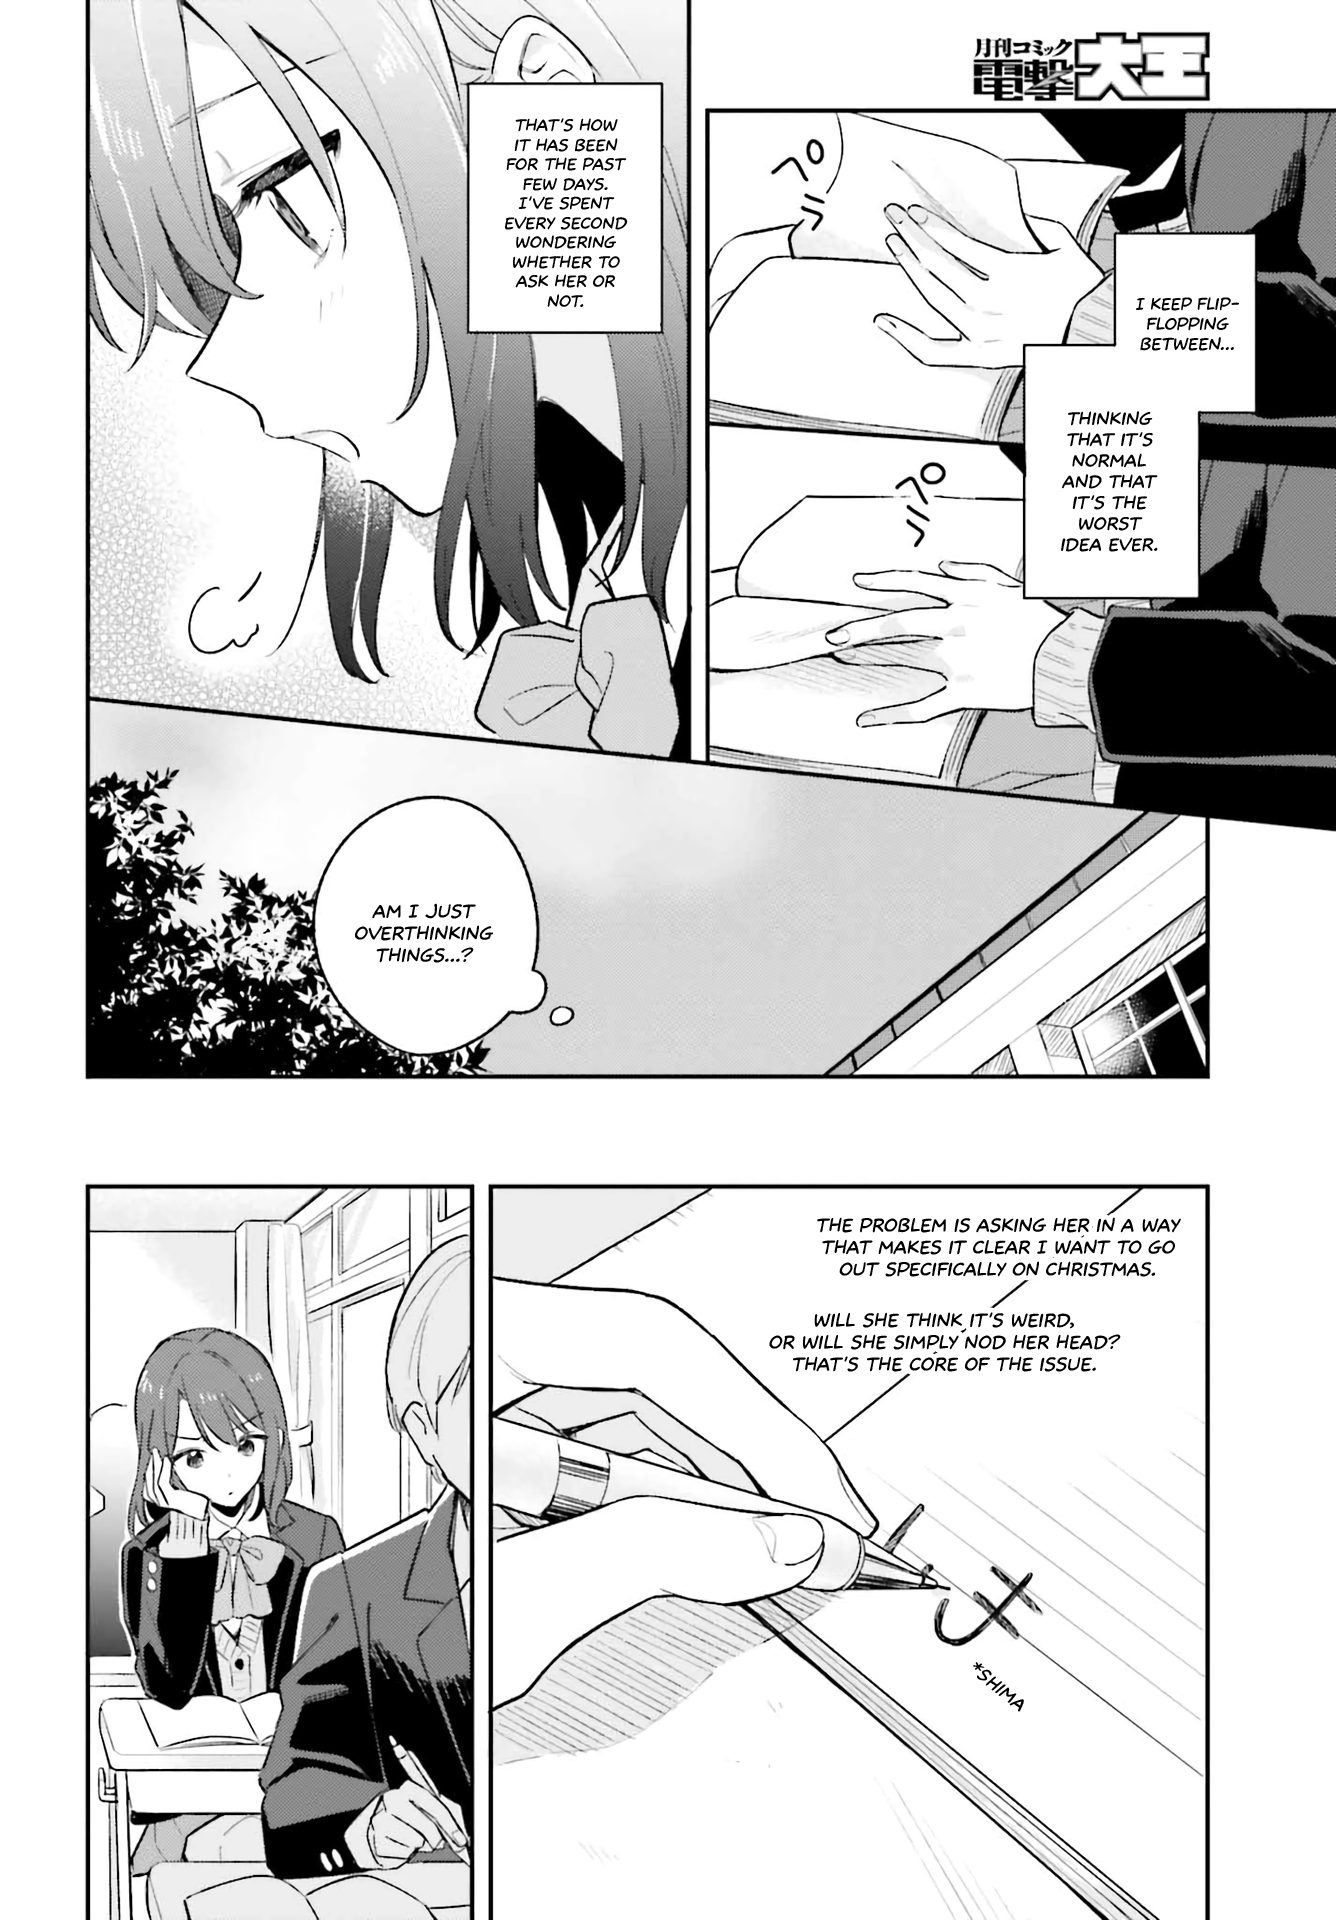 月刊コミック
電撃大王
ペラ
I KEEP FLIP-
FLOPPING
BETWEEN...
THINKING
THAT IT'S
NORMAL
AND THAT
IT'S THE
WORST
IDEA EVER.
ペラ
THAT'S HOW
IT HAS BEEN
FOR THE PAST
FEW DAYS.
I'VE SPENT
EVERY SECOND
WONDERING
WHETHER TO
ASK HER OR
NOT.
AM I JUST
OVERTHINKING
THINGS...?
THE PROBLEM IS ASKING HER IN A WAY
THAT MAKES IT CLEAR I WANT TO GO
OUT SPECIFICALLY ON CHRISTMAS.
WILL SHE THINK IT'S WEIRD,
OR WILL SHE SIMPLY NOD HER HEAD?
THAT'S THE CORE OF THE ISSUE.
*SHIMA